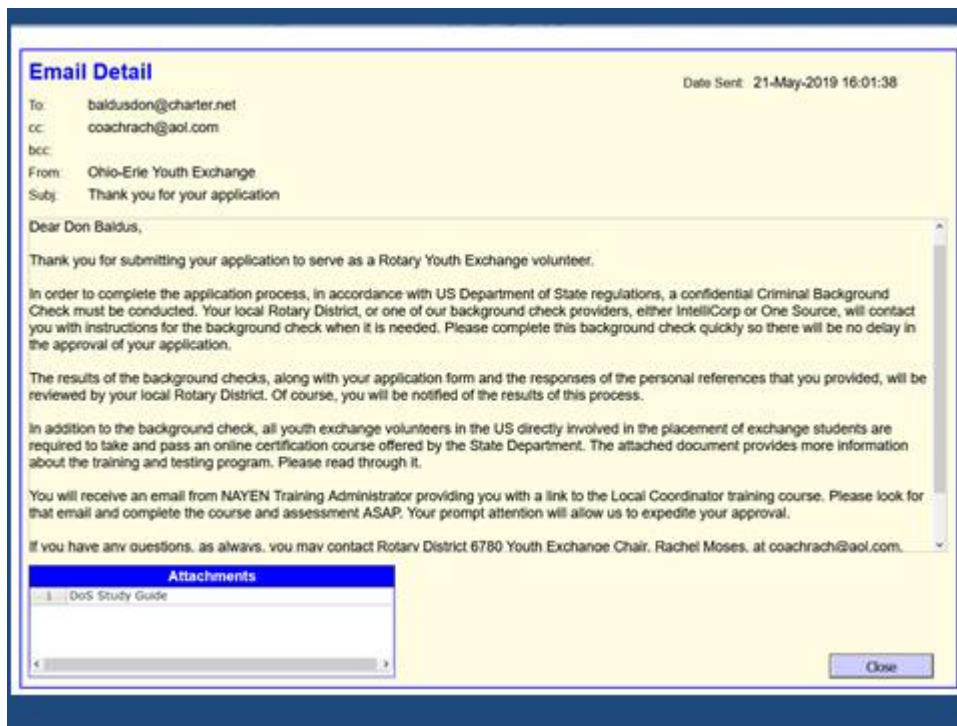 Email Detail
Date Sent: 21-May-2019 16:01:38
To: baldusdon@charter.net
cc: coachrach@aol.com
bcc:
From: Ohio-Erie Youth Exchange
Subj: Thank you for your application
Dear Don Baldus,
Thank you for submitting your application to serve as a Rotary Youth Exchange volunteer.
In order to complete the application process, in accordance with US Department of State regulations, a confidential Criminal Background
Check must be conducted. Your local Rotary District, or one of our background check providers, either IntelliCorp or One Source, will contact
you with instructions for the background check when it is needed. Please complete this background check quickly so there will be no delay in
the approval of your application.
The results of the background checks, along with your application form and the responses of the personal references that you provided, will be
reviewed by your local Rotary District. Of course, you will be notified of the results of this process.
In addition to the background check, all youth exchange volunteers in the US directly involved in the placement of exchange students are
required to take and pass an online certification course offered by the State Department. The attached document provides more information
about the training and testing program. Please read through it.
You will receive an email from NAYEN Training Administrator providing you with a link to the Local Coordinator training course. Please look for
that email and complete the course and assessment ASAP. Your prompt attention will allow us to expedite your approval.
If you have any questions, as always, you may contact Rotary District 6780 Youth Exchange Chair, Rachel Moses, at coachrach@aol.com.
Attachments
1 DoS Study Guide
Close